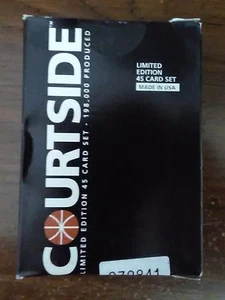 COURTSIDE
LIMITED EDITION 45 CARD SET - 198,000 PRODUCED
LIMITED
EDITION
45 CARD SET
MADE IN USA